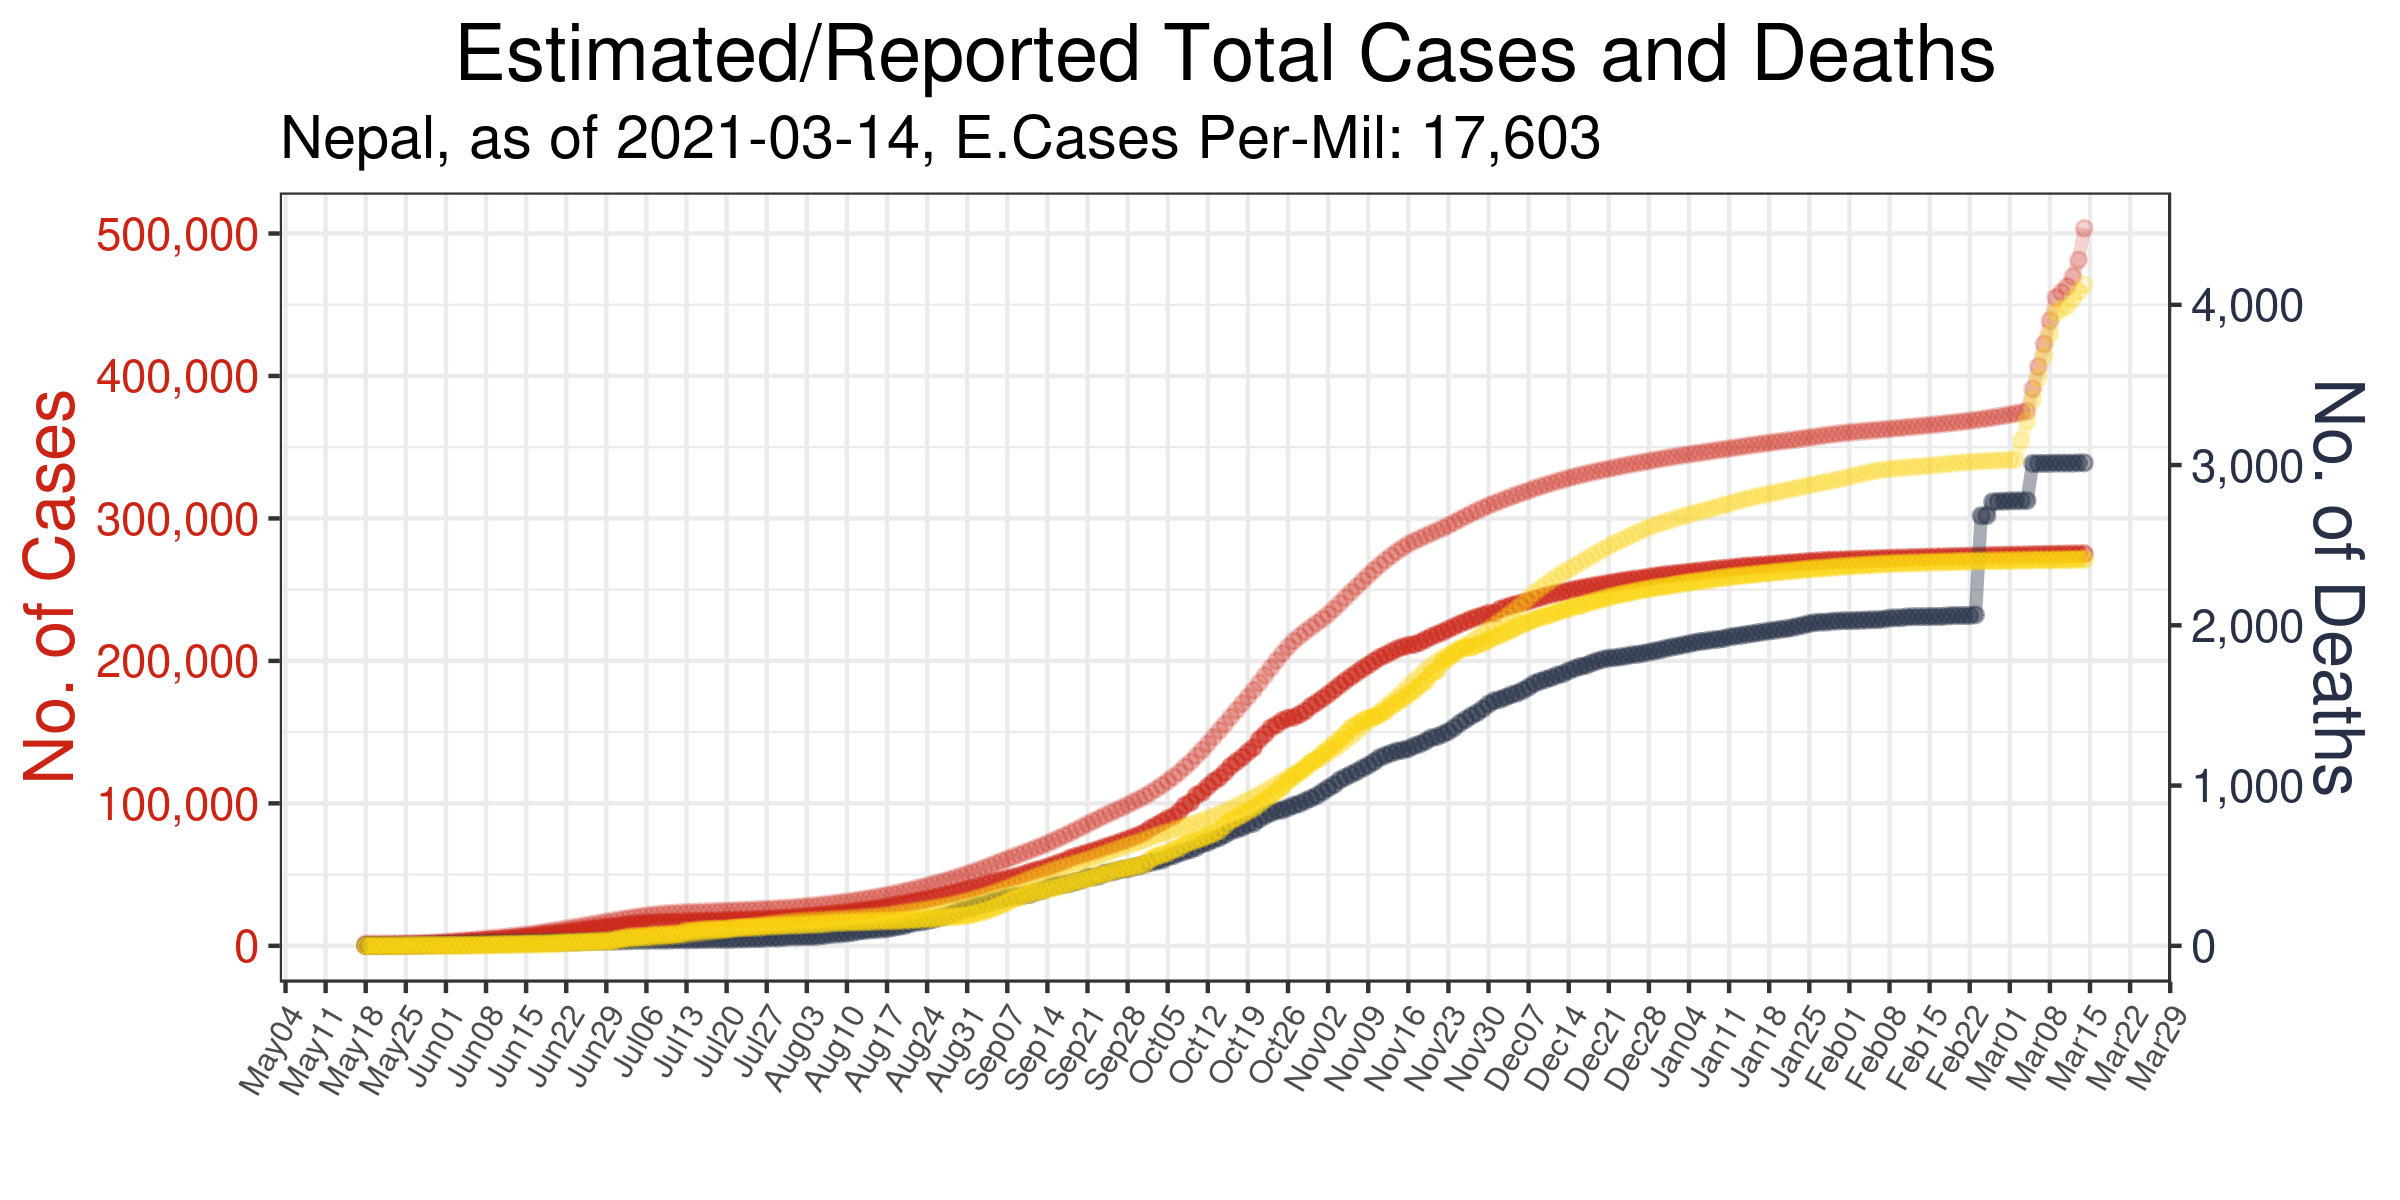 Estimated/Reported Total Cases and Deaths
Nepal, as of 2021-03-14, E.Cases Per-Mil: 17,603
No. of Cases
500,000
400,000
300,000
200,000
100,000
0
4,000
3,000
2,000
1,000
0
No. of Deaths
May04 May11 May18 May25 Jun01 Jun08 Jun15 Jun22 Jun29 Jul06 Jul13 Jul20 Jul27 Aug03 Aug10 Aug17 Aug24 Aug31 Sep07 Sep14 Sep21 Sep28 Oct05 Oct12 Oct19 Oct26 Nov02 Nov09 Nov16 Nov23 Nov30 Dec07 Dec14 Dec21 Dec28 Jan04 Jan11 Jan18 Jan25 Feb01 Feb08 Feb15 Feb22 Mar01 Mar08 Mar15 Mar22 Mar29